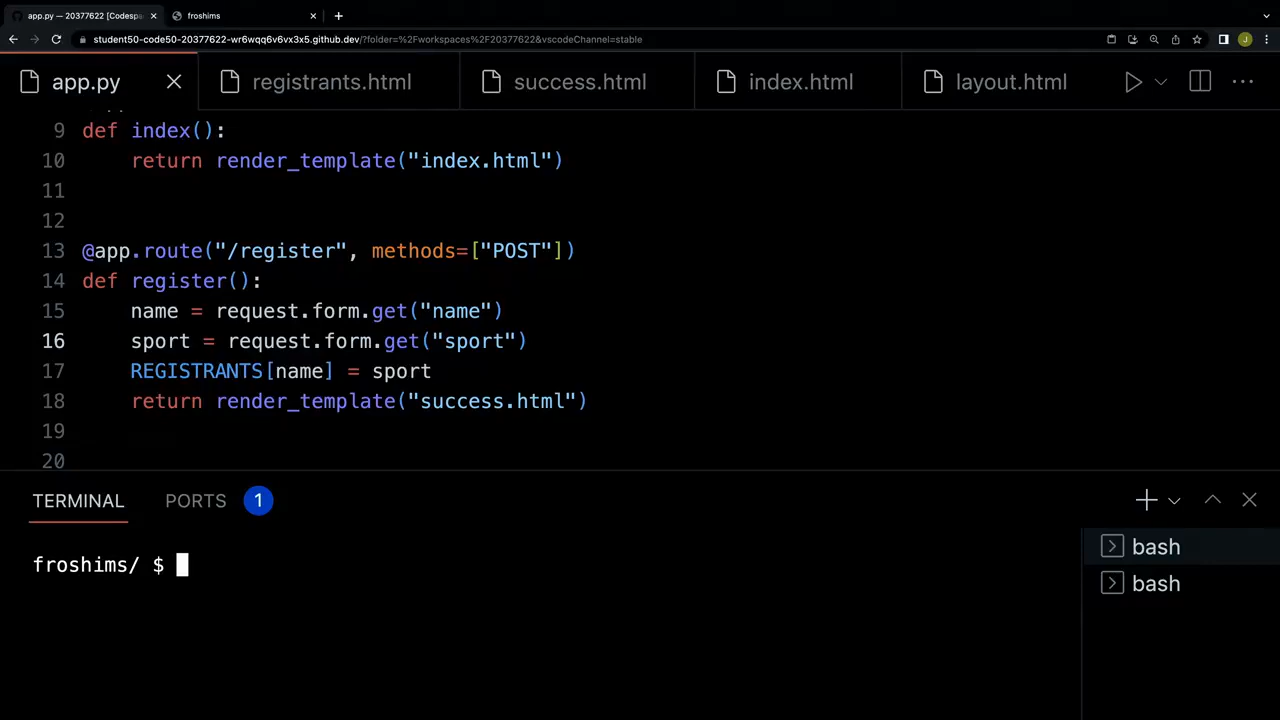 app.py — 20377622 [Codespa
froshims
student50-code50-20377622-wr6wqq6v6vx3x5.github.dev/?folder=%2Fworkspaces%2F20377622&vscodeChannel=stable
J
app.py
registrants.html
success.html
index.html
layout.html
9 def index():
10 return render_template("index.html")
11
12
13 @app.route("/register", methods=["POST"])
14 def register():
15 name = request.form.get("name")
16 sport = request.form.get("sport")
17 REGISTRANTS[name] = sport
18 return render_template("success.html")
19
20
TERMINAL
PORTS 1
froshims/ $
bash
bash